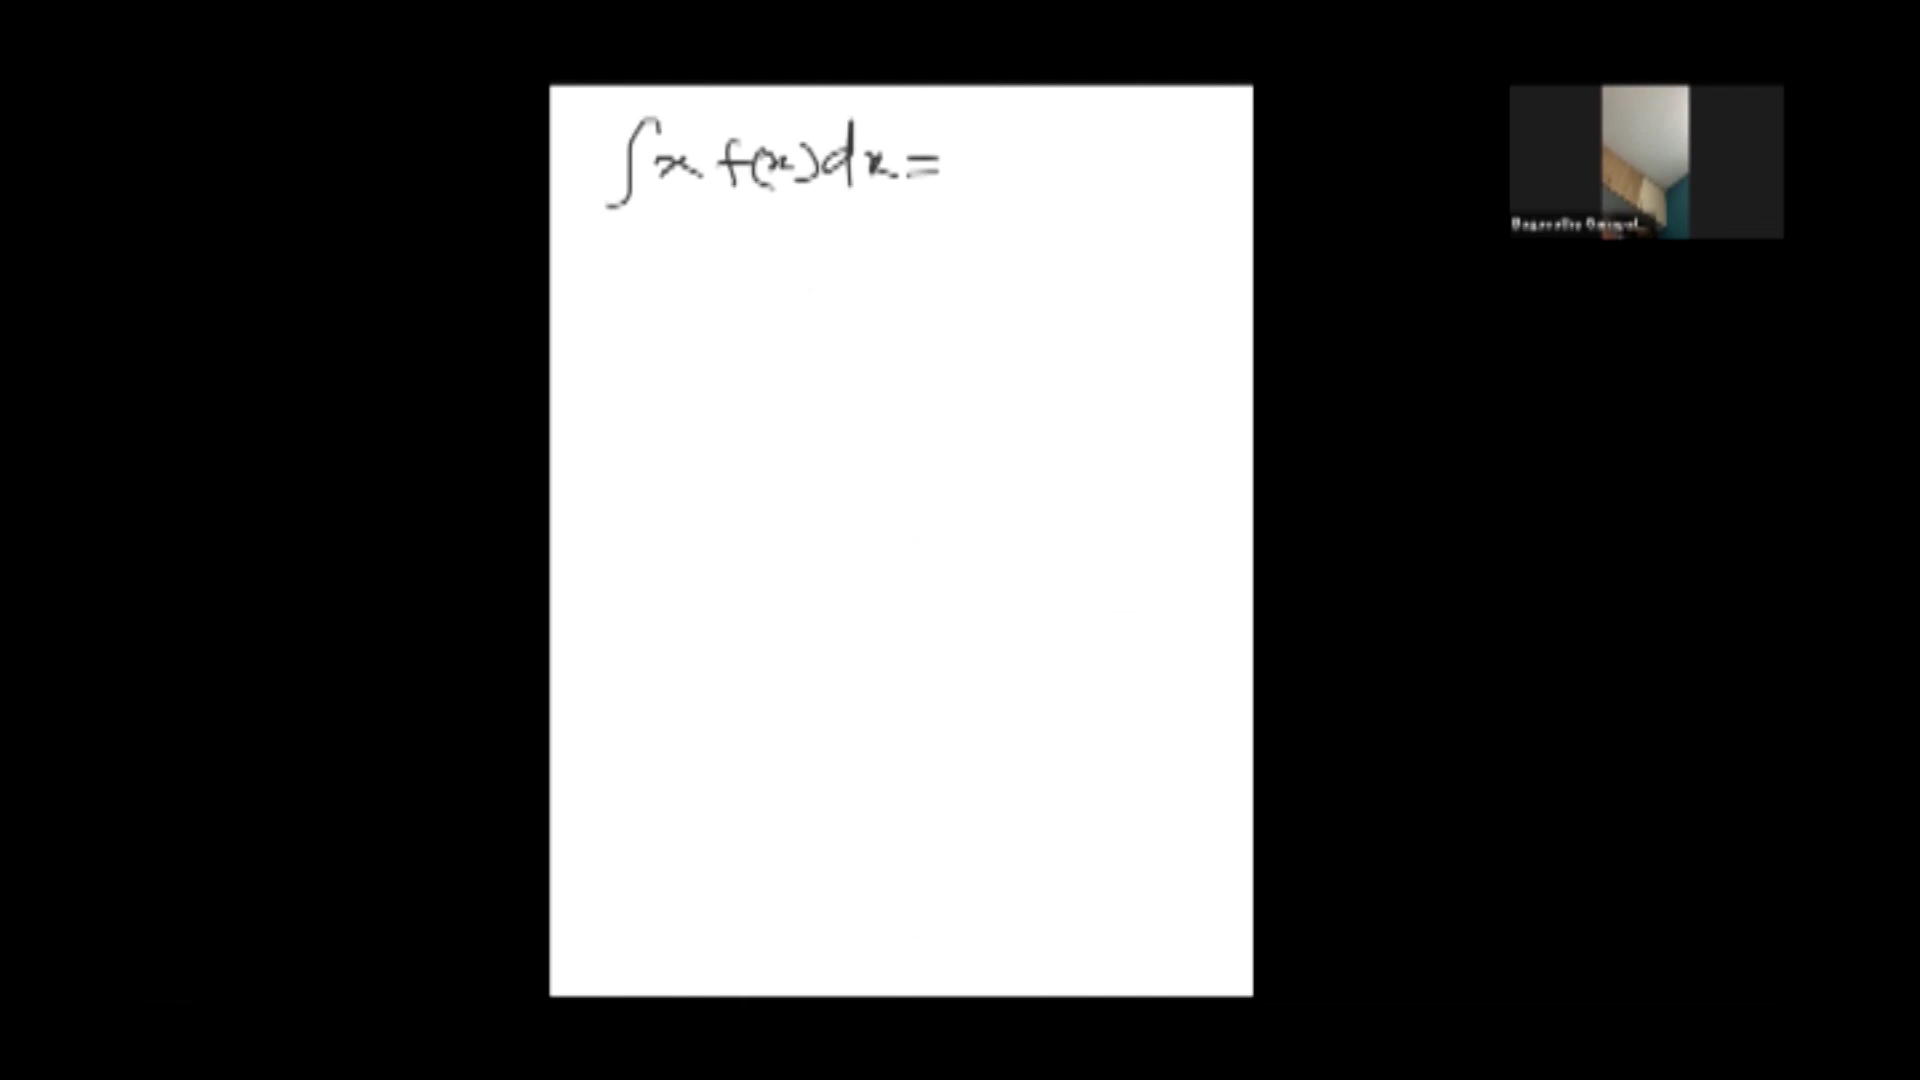 ∫x f(x)dx=